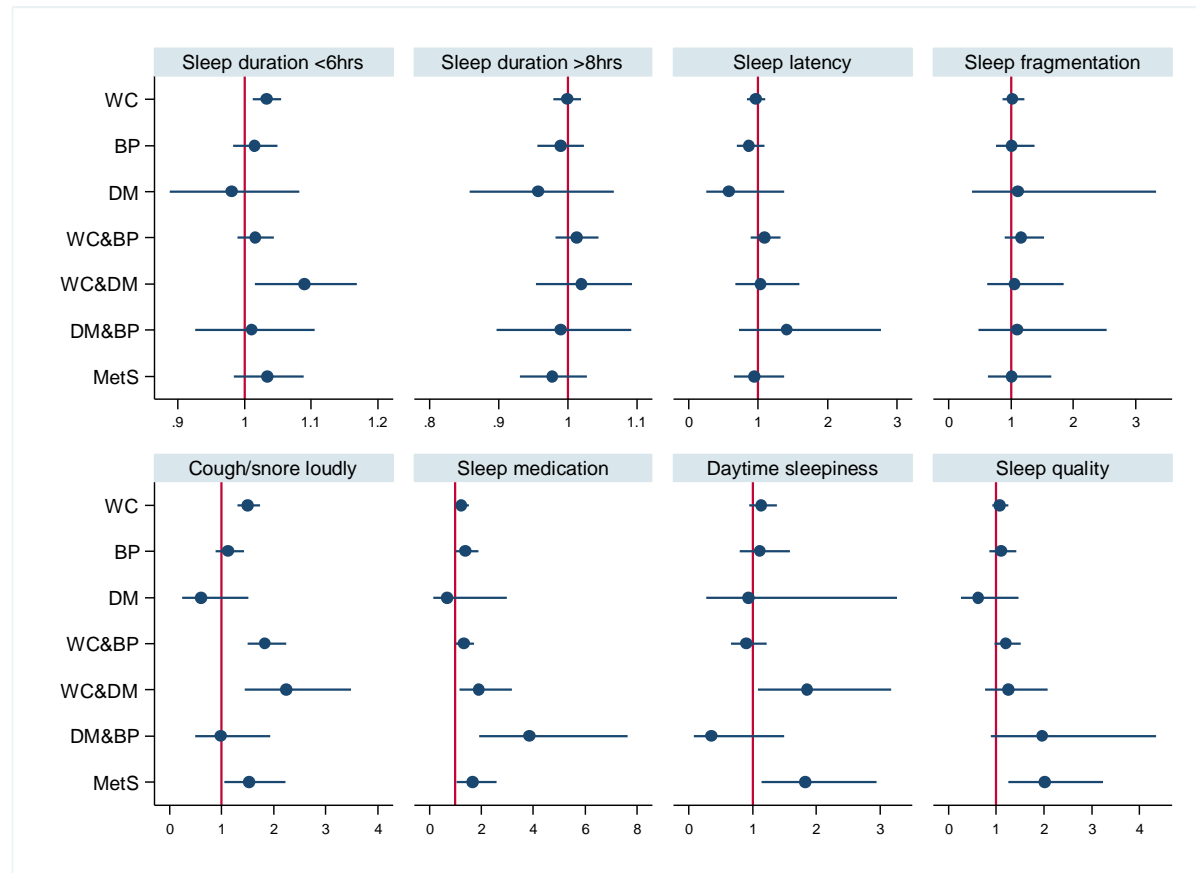 Sleep duration <6hrs Sleep duration >8hrs Sleep latency Sleep fragmentation
WC
BP
DM
WC&BP
WC&DM
DM&BP
MetS
.9 1 1.1 1.2 .8 .9 1 1.1 0 1 2 3 0 1 2 3
Cough/snore loudly Sleep medication Daytime sleepiness Sleep quality
WC
BP
DM
WC&BP
WC&DM
DM&BP
MetS
0 1 2 3 4 0 2 4 6 8 0 1 2 3 0 1 2 3 4